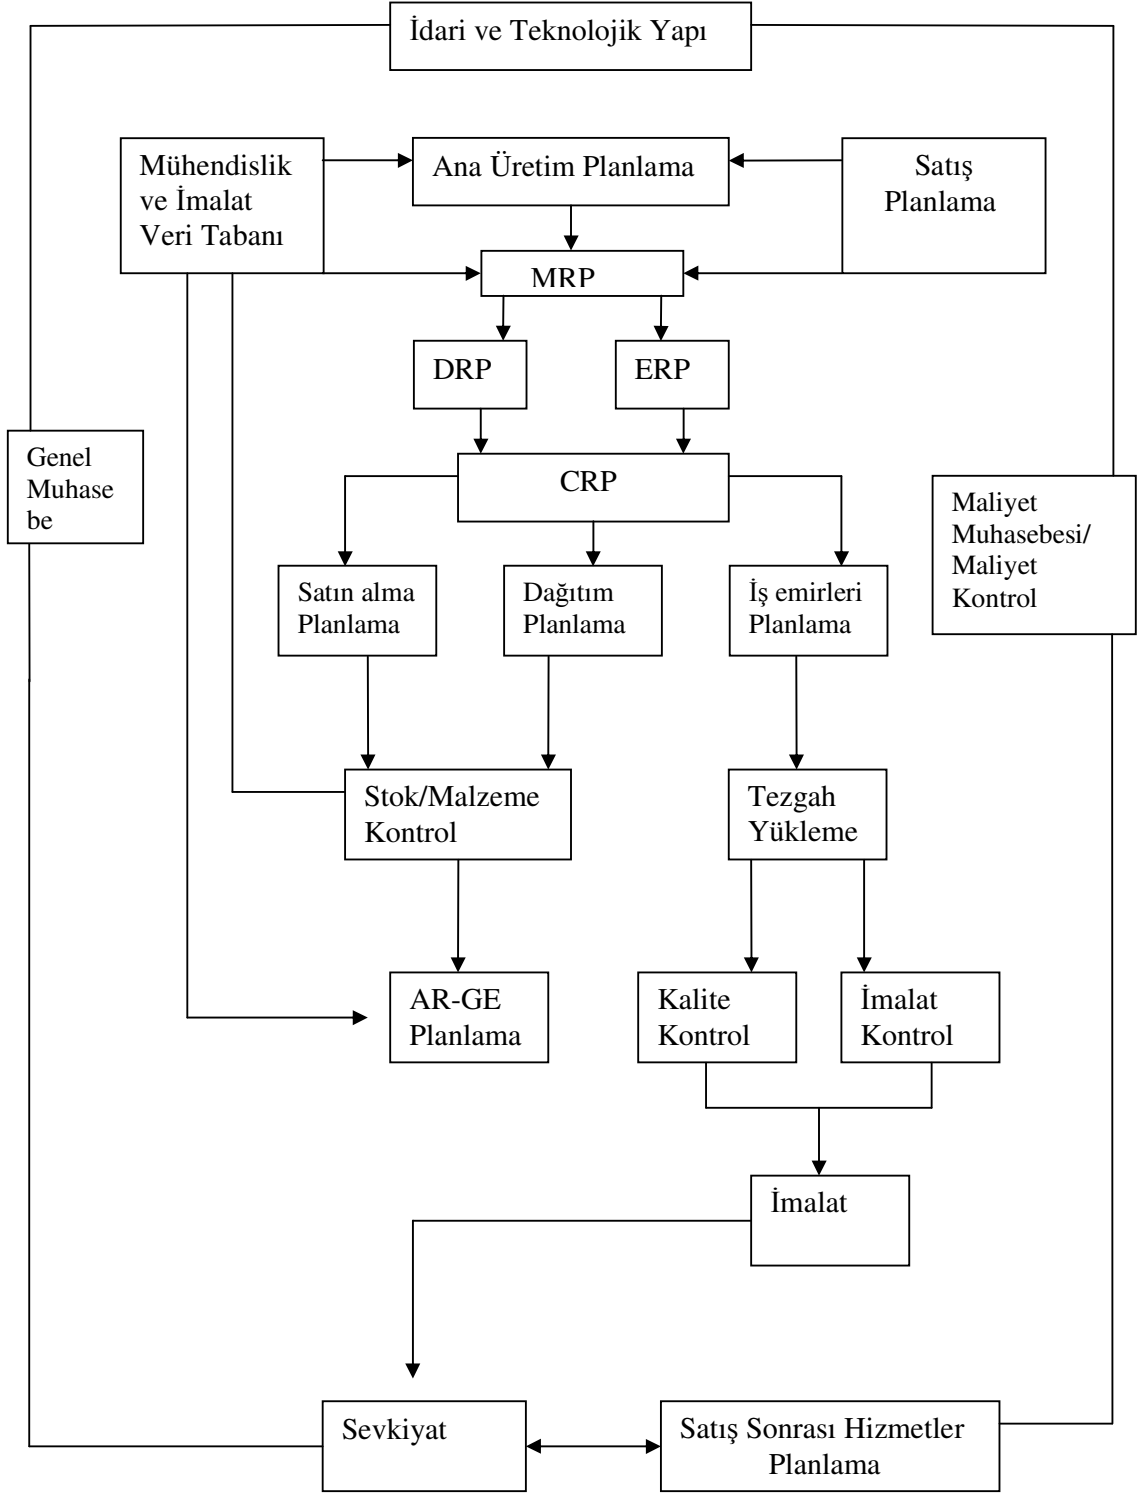 İdari ve Teknolojik Yapı
Mühendislik
ve İmalat
Veri Tabanı
Ana Üretim Planlama
Satış
Planlama
MRP
DRP
ERP
Genel
Muhase
be
CRP
Maliyet
Muhasebesi/
Maliyet
Kontrol
Satın alma
Planlama
Dağıtım
Planlama
İş emirleri
Planlama
Stok/Malzeme
Kontrol
Tezgah
Yükleme
AR-GE
Planlama
Kalite
Kontrol
İmalat
Kontrol
İmalat
Sevkiyat
Satış Sonrası Hizmetler
Planlama